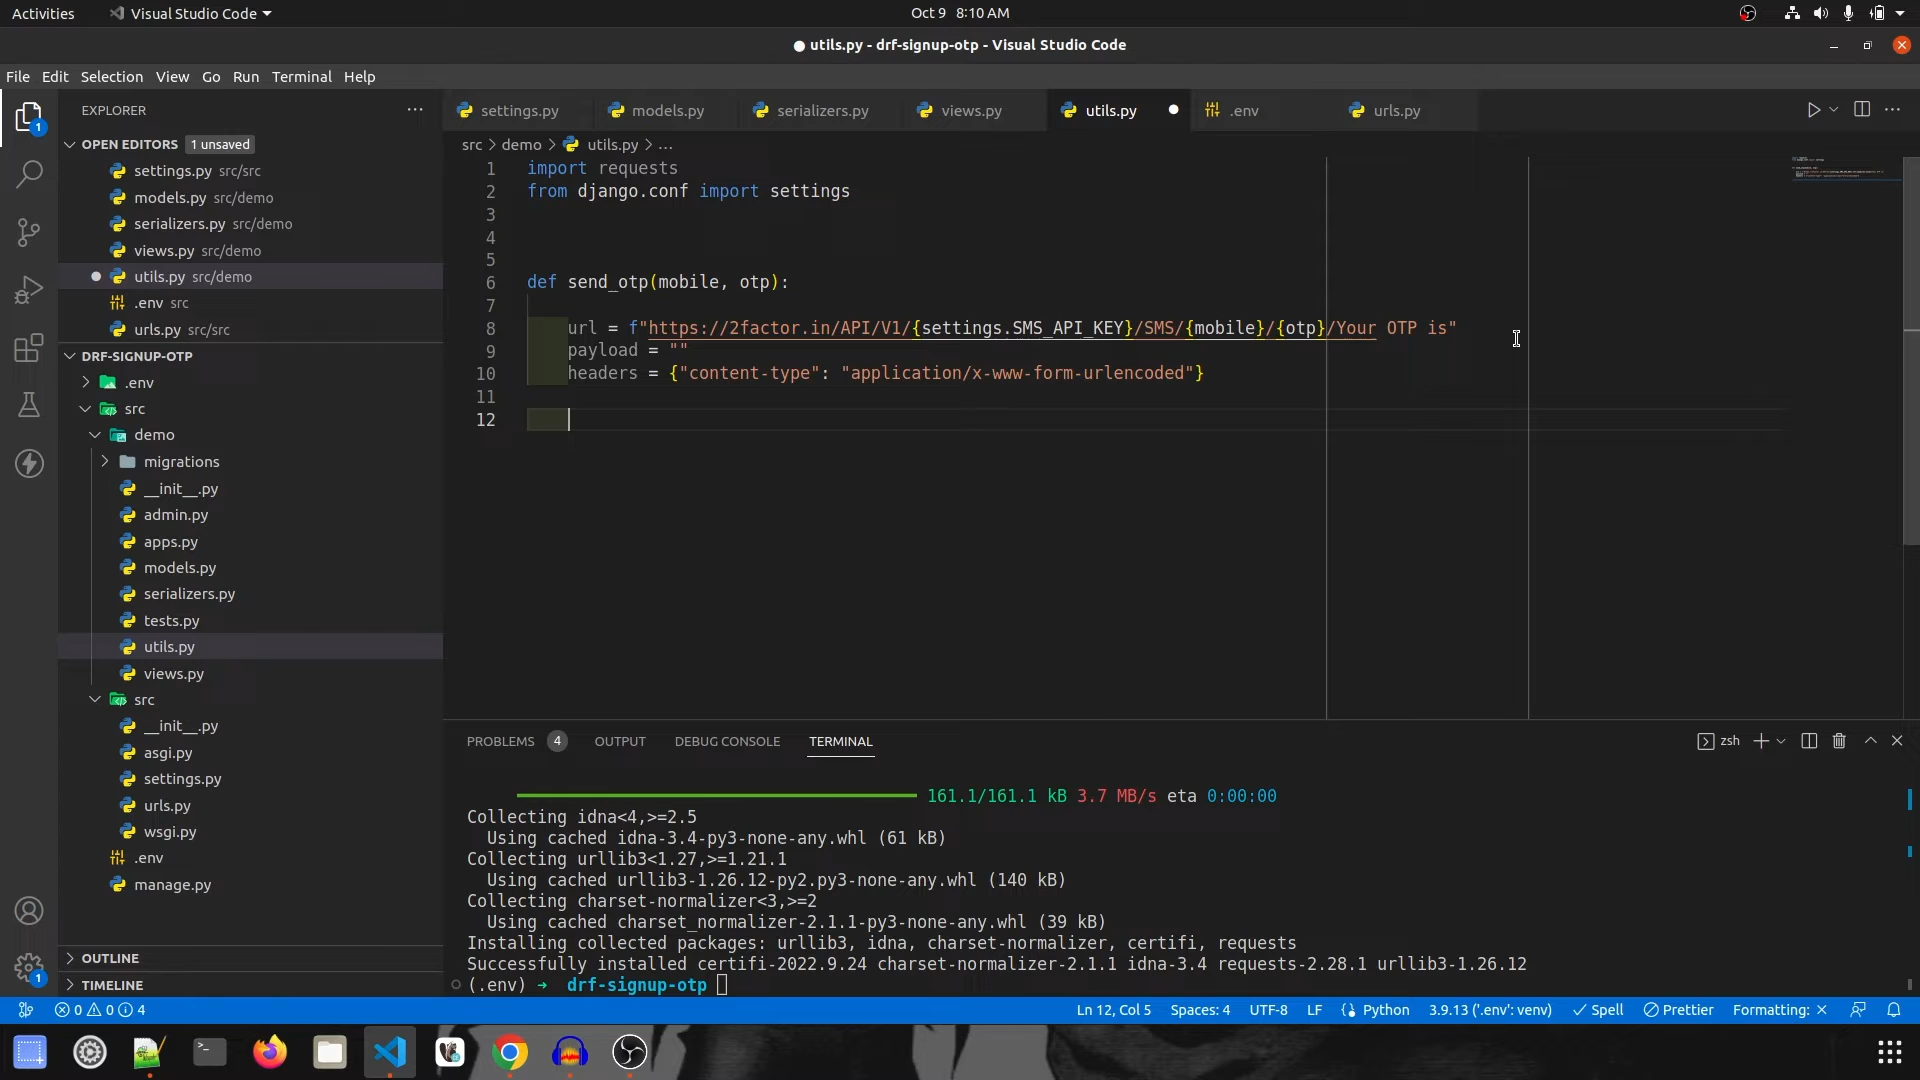 Activities
Visual Studio Code
Oct 9 8:10 AM
● utils.py - drf-signup-otp - Visual Studio Code
File Edit Selection View Go Run Terminal Help
EXPLORER
OPEN EDITORS 1 unsaved
settings.py src/src
models.py src/demo
serializers.py src/demo
views.py src/demo
utils.py src/demo
.env src
urls.py src/src
DRF-SIGNUP-OTP
.env
src
demo
migrations
__init__.py
admin.py
apps.py
models.py
serializers.py
tests.py
utils.py
views.py
src
__init__.py
asgi.py
settings.py
urls.py
wsgi.py
.env
manage.py
OUTLINE
TIMELINE
1
1
settings.py models.py serializers.py views.py utils.py .env urls.py
src > demo > utils.py > ...
1 import requests
2 from django.conf import settings
3
4
5
6 def send_otp(mobile, otp):
7
8 url = f"https://2factor.in/API/V1/{settings.SMS_API_KEY}/SMS/{mobile}/{otp}/Your OTP is"
9 payload = ""
10 headers = {"content-type": "application/x-www-form-urlencoded"}
11
12
PROBLEMS 4 OUTPUT DEBUG CONSOLE TERMINAL
zsh
161.1/161.1 kB 3.7 MB/s eta 0:00:00
Collecting idna<4,>=2.5
Using cached idna-3.4-py3-none-any.whl (61 kB)
Collecting urllib3<1.27,>=1.21.1
Using cached urllib3-1.26.12-py2.py3-none-any.whl (140 kB)
Collecting charset-normalizer<3,>=2
Using cached charset_normalizer-2.1.1-py3-none-any.whl (39 kB)
Installing collected packages: urllib3, idna, charset-normalizer, certifi, requests
Successfully installed certifi-2022.9.24 charset-normalizer-2.1.1 idna-3.4 requests-2.28.1 urllib3-1.26.12
(.env) → drf-signup-otp
0 0 4
Ln 12, Col 5 Spaces: 4 UTF-8 LF Python 3.9.13 ('.env': venv) Spell Prettier Formatting: ×